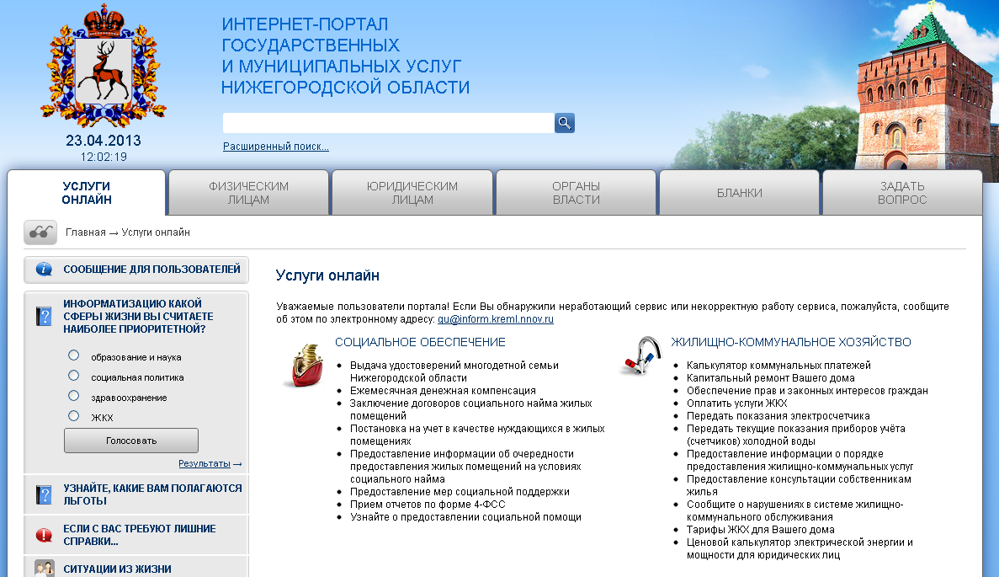 ИНТЕРНЕТ-ПОРТАЛ
ГОСУДАРСТВЕННЫХ
И МУНИЦИПАЛЬНЫХ УСЛУГ
НИЖЕГОРОДСКОЙ ОБЛАСТИ
23.04.2013
12:02:19
Расширенный поиск...
УСЛУГИ
ОНЛАЙН
ФИЗИЧЕСКИМ
ЛИЦАМ
ЮРИДИЧЕСКИМ
ЛИЦАМ
ОРГАНЫ
ВЛАСТИ
БЛАНКИ
ЗАДАТЬ
ВОПРОС
Главная → Услуги онлайн
СООБЩЕНИЕ ДЛЯ ПОЛЬЗОВАТЕЛЕЙ
ИНФОРМАТИЗАЦИЮ КАКОЙ
СФЕРЫ ЖИЗНИ ВЫ СЧИТАЕТЕ
НАИБОЛЕЕ ПРИОРИТЕТНОЙ?
образование и наука
социальная политика
здравоохранение
ЖКХ
Голосовать
Результаты →
УЗНАЙТЕ, КАКИЕ ВАМ ПОЛАГАЮТСЯ
ЛЬГОТЫ
ЕСЛИ С ВАС ТРЕБУЮТ ЛИШНИЕ
СПРАВКИ...
СИТУАЦИИ ИЗ ЖИЗНИ
Услуги онлайн
Уважаемые пользователи портала! Если Вы обнаружили неработающий сервис или некорректную работу сервиса, пожалуйста, сообщите
об этом по электронному адресу: qu@inform.kreml.nnov.ru
СОЦИАЛЬНОЕ ОБЕСПЕЧЕНИЕ
• Выдача удостоверений многодетной семьи
Нижегородской области
• Ежемесячная денежная компенсация
• Заключение договоров социального найма жилых
помещений
• Постановка на учет в качестве нуждающихся в жилых
помещениях
• Предоставление информации об очередности
предоставления жилых помещений на условиях
социального найма
• Предоставление мер социальной поддержки
• Прием отчетов по форме 4-ФСС
• Узнайте о предоставлении социальной помощи
ЖИЛИЩНО-КОММУНАЛЬНОЕ ХОЗЯЙСТВО
• Калькулятор коммунальных платежей
• Капитальный ремонт Вашего дома
• Обеспечение прав и законных интересов граждан
• Оплатить услуги ЖКХ
• Передать показания электросчетчика
• Передать текущие показания приборов учёта
(счетчиков) холодной воды
• Предоставление информации о порядке
предоставления жилищно-коммунальных услуг
• Предоставление консультации собственникам
жилья
• Сообщите о нарушениях в системе жилищно-
коммунального обслуживания
• Тарифы ЖКХ для Вашего дома
• Ценовой калькулятор электрической энергии и
мощности для юридических лиц